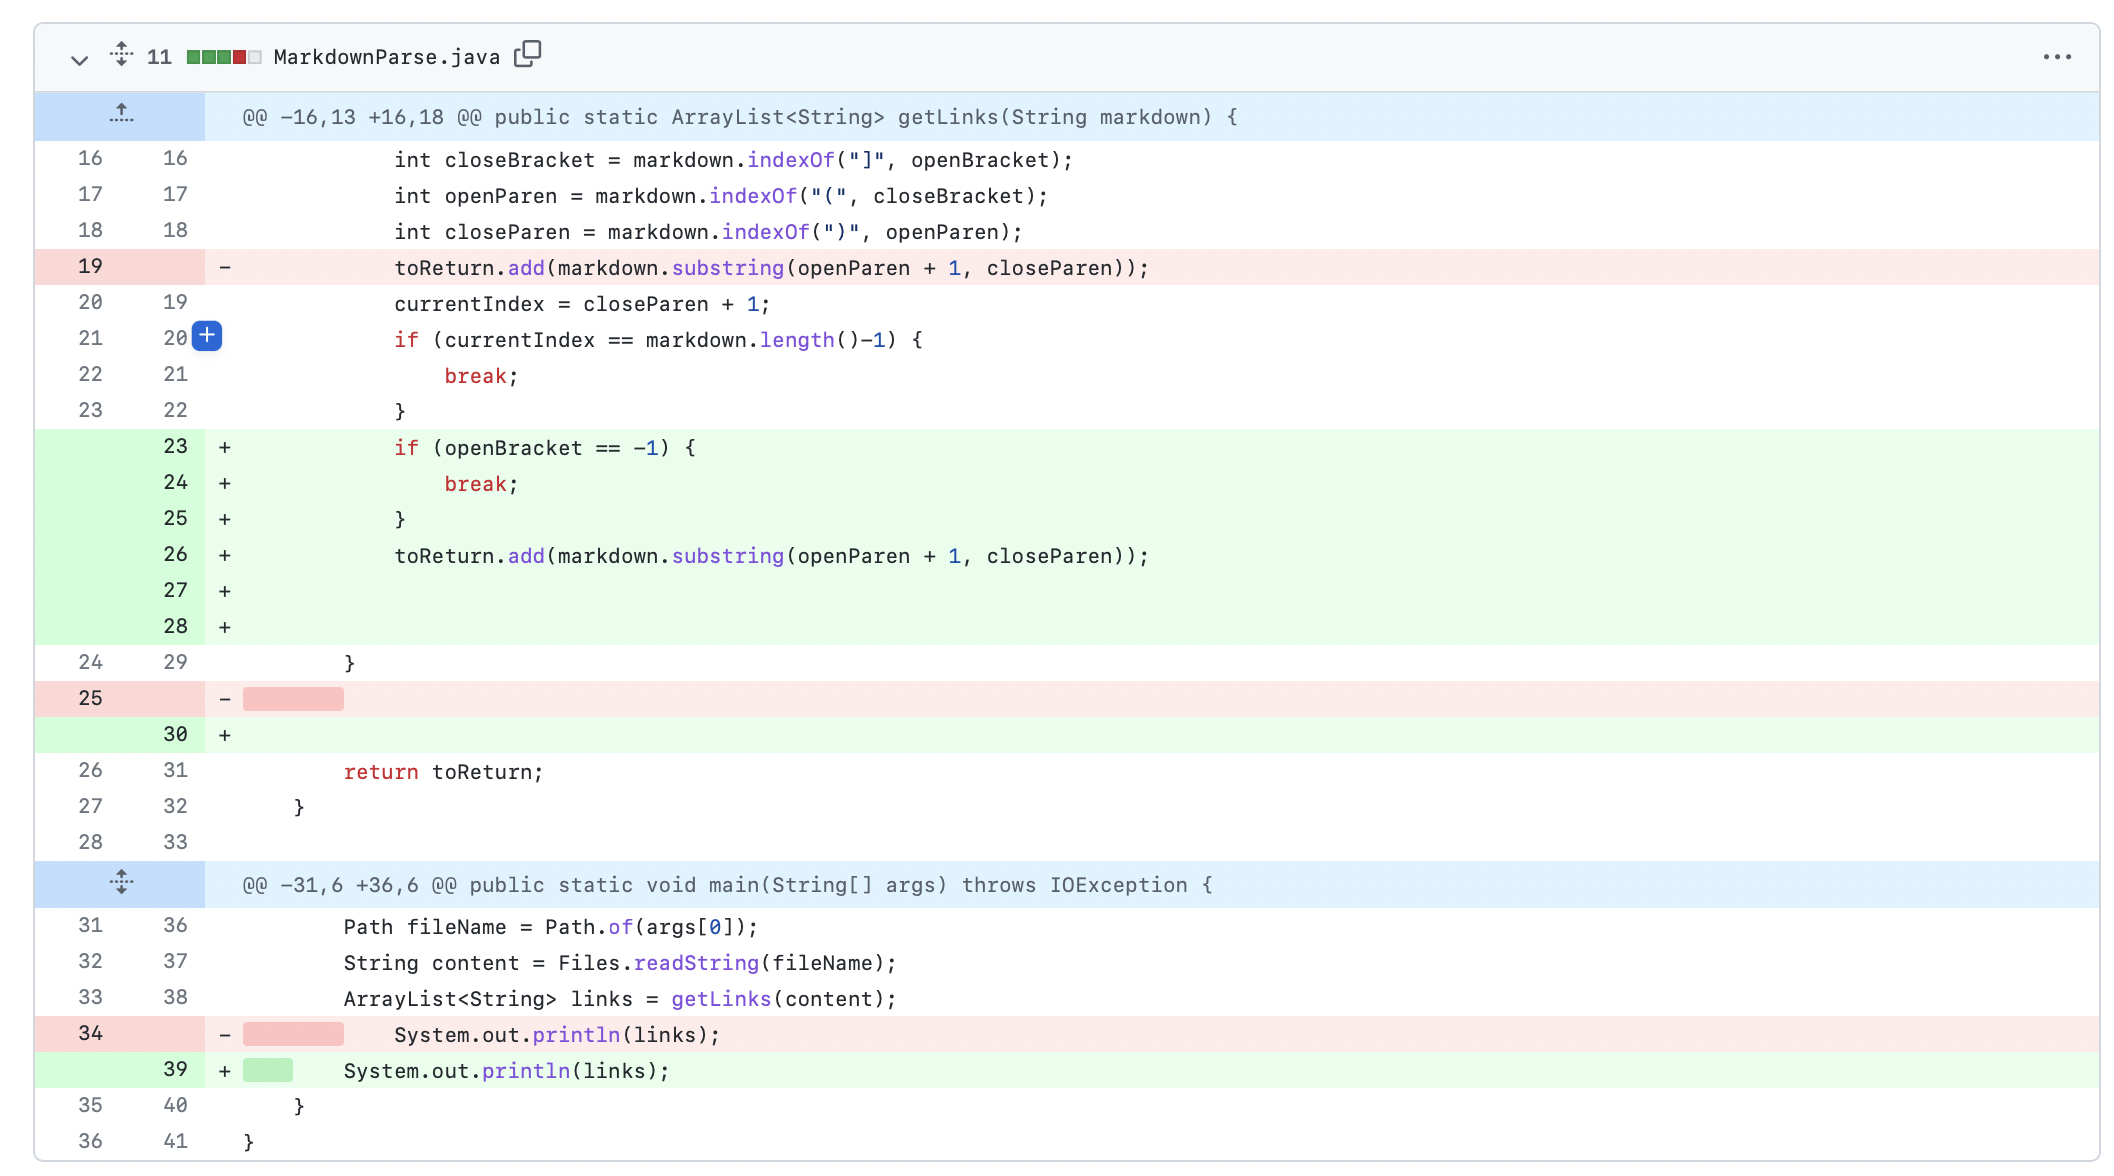 11 MarkdownParse.java
@@ -16,13 +16,18 @@ public static ArrayList<String> getLinks(String markdown) {
16 16 int closeBracket = markdown.indexOf("]", openBracket);
17 17 int openParen = markdown.indexOf("(", closeBracket);
18 18 int closeParen = markdown.indexOf(")", openParen);
19 - toReturn.add(markdown.substring(openParen + 1, closeParen));
20 19 currentIndex = closeParen + 1;
21 20 if (currentIndex == markdown.length()-1) {
22 21 break;
23 22 }
23 + if (openBracket == -1) {
24 + break;
25 + }
26 + toReturn.add(markdown.substring(openParen + 1, closeParen));
27 +
28 +
24 29 }
25 -
30 +
26 31 return toReturn;
27 32 }
28 33
@@ -31,6 +36,6 @@ public static void main(String[] args) throws IOException {
31 36 Path fileName = Path.of(args[0]);
32 37 String content = Files.readString(fileName);
33 38 ArrayList<String> links = getLinks(content);
34 - System.out.println(links);
39 + System.out.println(links);
35 40 }
36 41 }